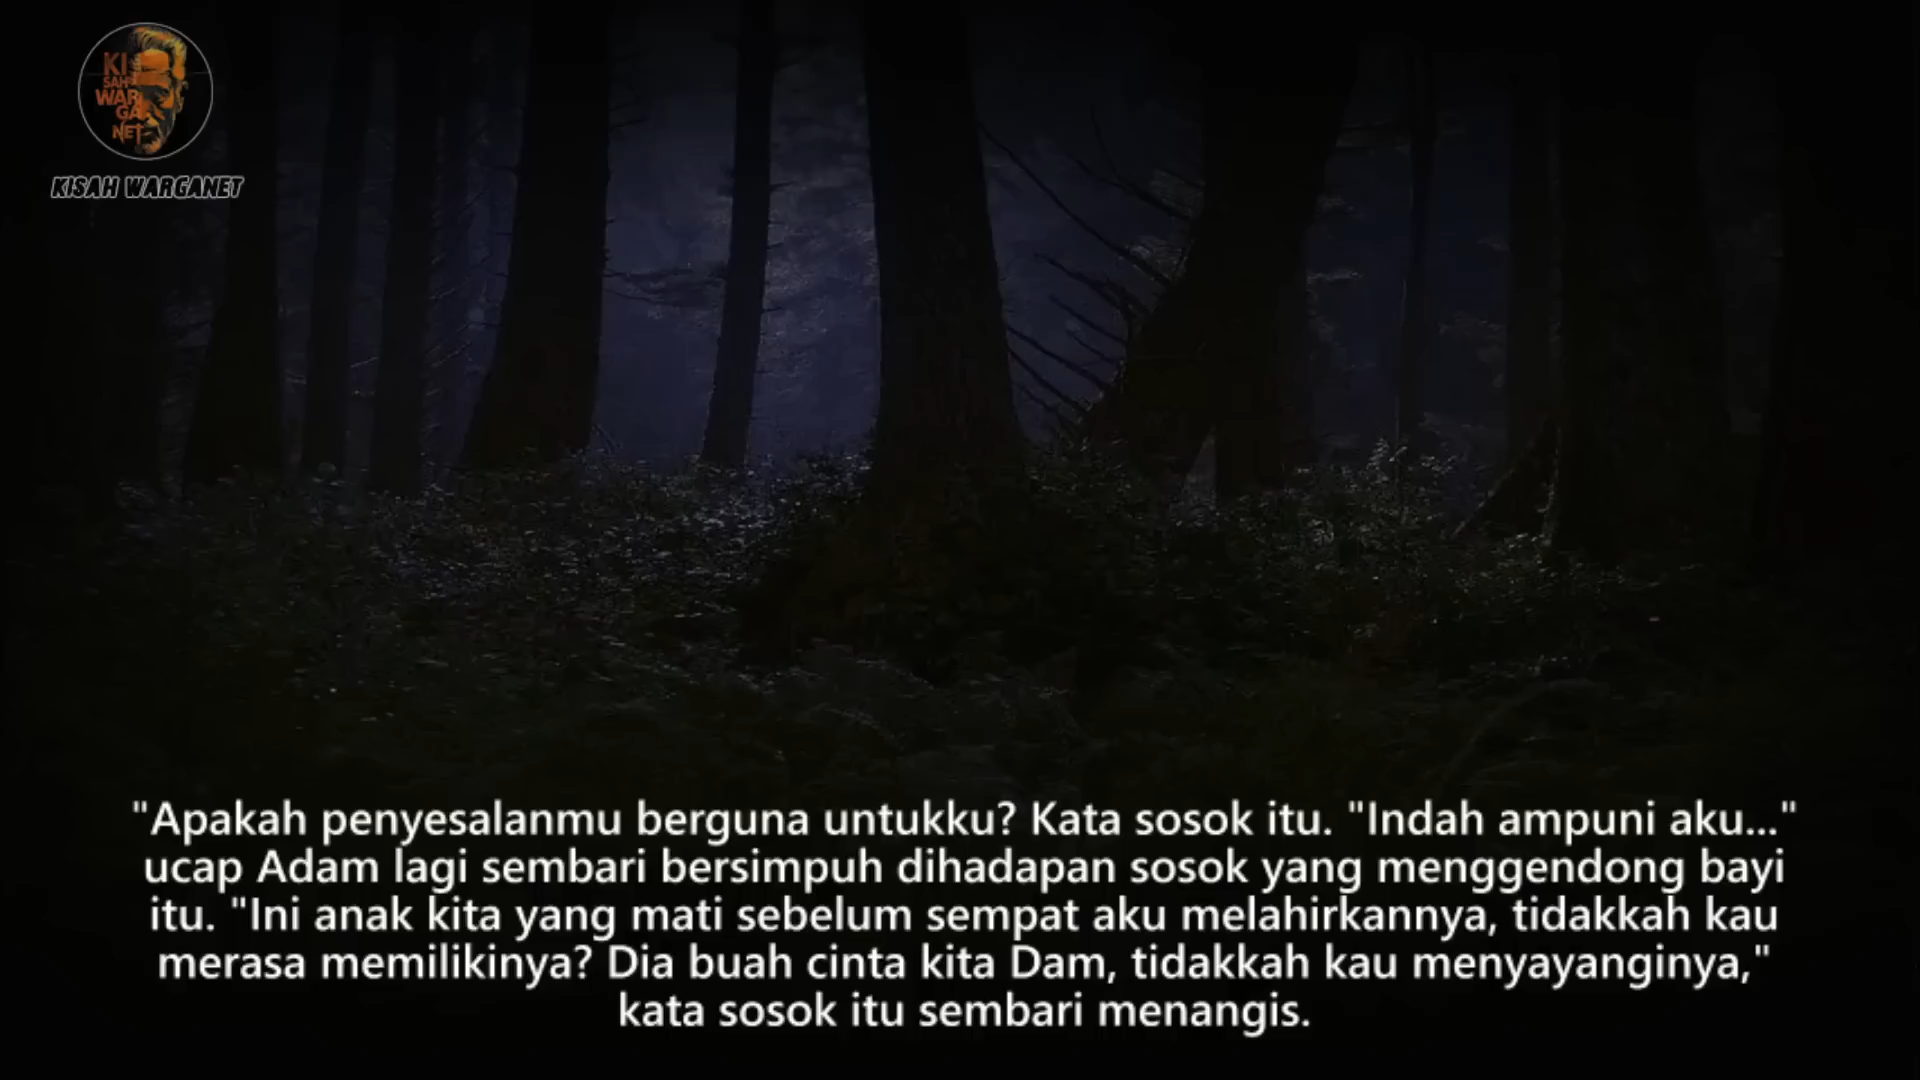 KI
SAH
WAR
GA
NET
KISAH WARGANET
"Apakah penyesalanmu berguna untukku? Kata sosok itu. "Indah ampuni aku..."
ucap Adam lagi sembari bersimpuh dihadapan sosok yang menggendong bayi
itu. "Ini anak kita yang mati sebelum sempat aku melahirkannya, tidakkah kau
merasa memilikinya? Dia buah cinta kita Dam, tidakkah kau menyayanginya,"
kata sosok itu sembari menangis.